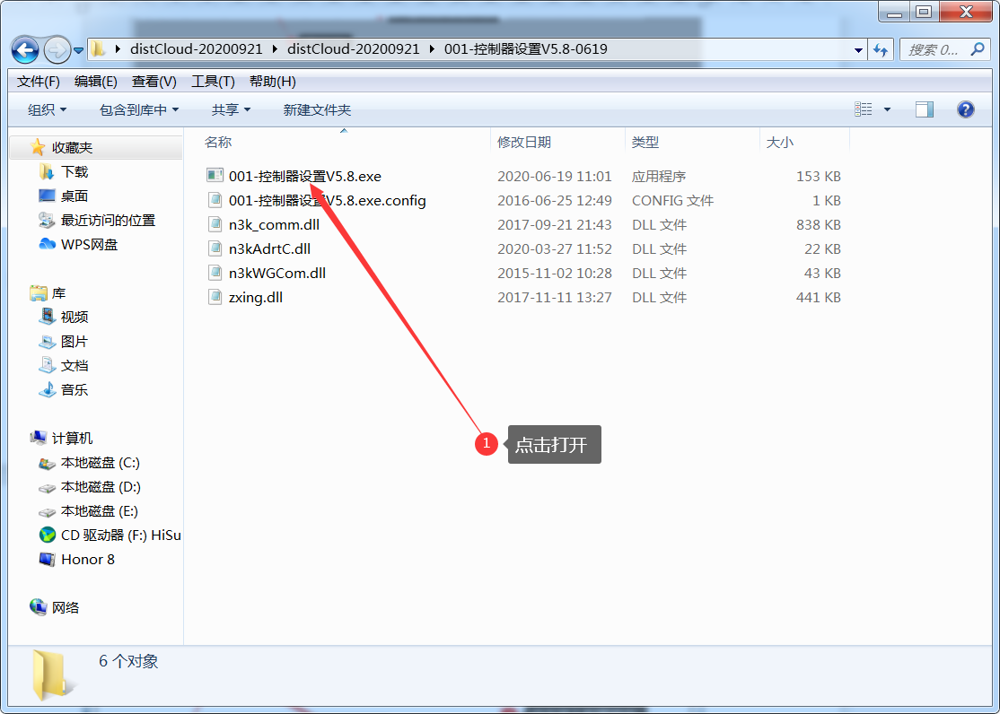 distCloud-20200921 distCloud-20200921 001-控制器设置V5.8-0619 搜索 0...
文件(F) 编辑(E) 查看(V) 工具(T) 帮助(H)
组织 包含到库中 共享 新建文件夹
收藏夹
下载
桌面
最近访问的位置
WPS网盘
库
视频
图片
文档
音乐
计算机
本地磁盘 (C:)
本地磁盘 (D:)
本地磁盘 (E:)
CD 驱动器 (F:) HiSu
Honor 8
网络
名称 修改日期 类型 大小
001-控制器设置V5.8.exe 2020-06-19 11:01 应用程序 153 KB
001-控制器设置V5.8.exe.config 2016-06-25 12:49 CONFIG 文件 1 KB
n3k_comm.dll 2017-09-21 21:43 DLL 文件 838 KB
n3kAdrtC.dll 2020-03-27 11:52 DLL 文件 22 KB
n3kWGCom.dll 2015-11-02 10:28 DLL 文件 43 KB
zxing.dll 2017-11-11 13:27 DLL 文件 441 KB
1 点击打开
6 个对象